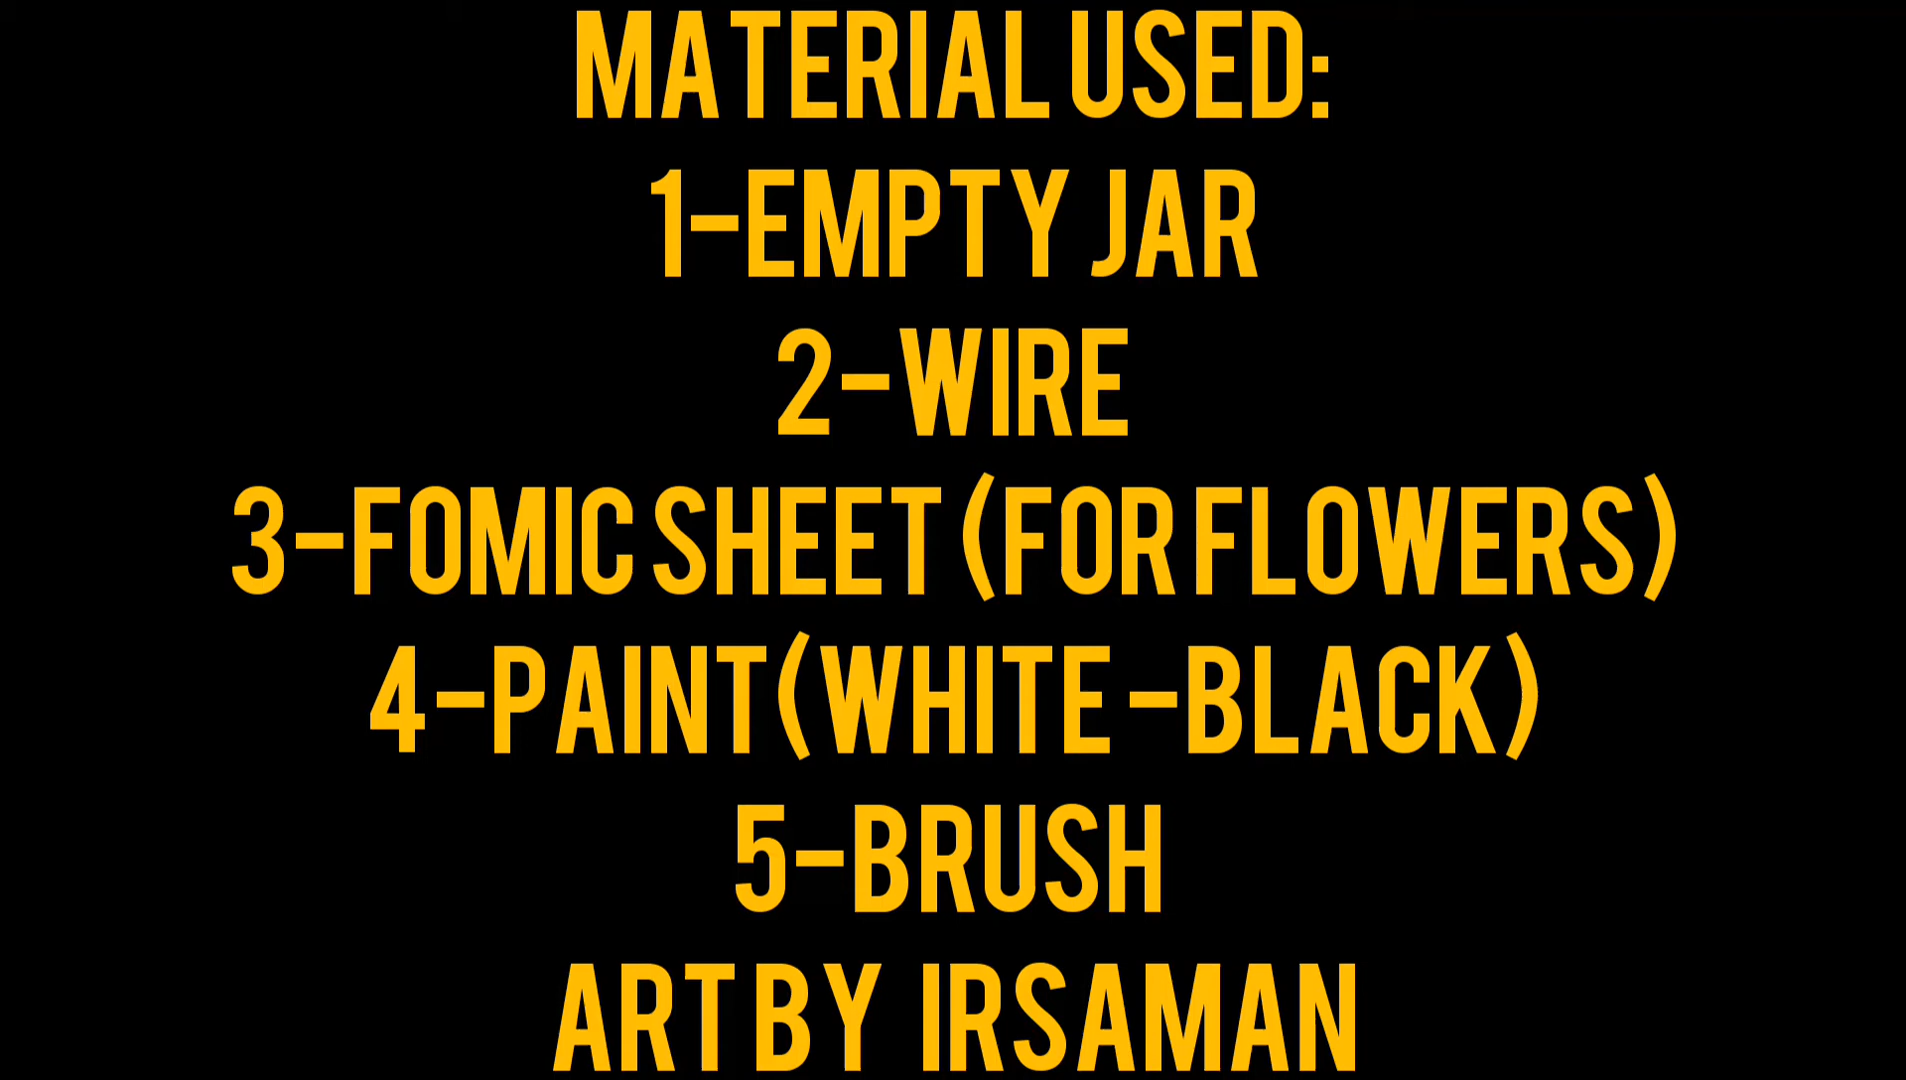 MATERIAL USED:
1-EMPTY JAR
2-WIRE
3-FOMIC SHEET (FOR FLOWERS)
4-PAINT(WHITE -BLACK)
5-BRUSH
ART BY IRSAMAN